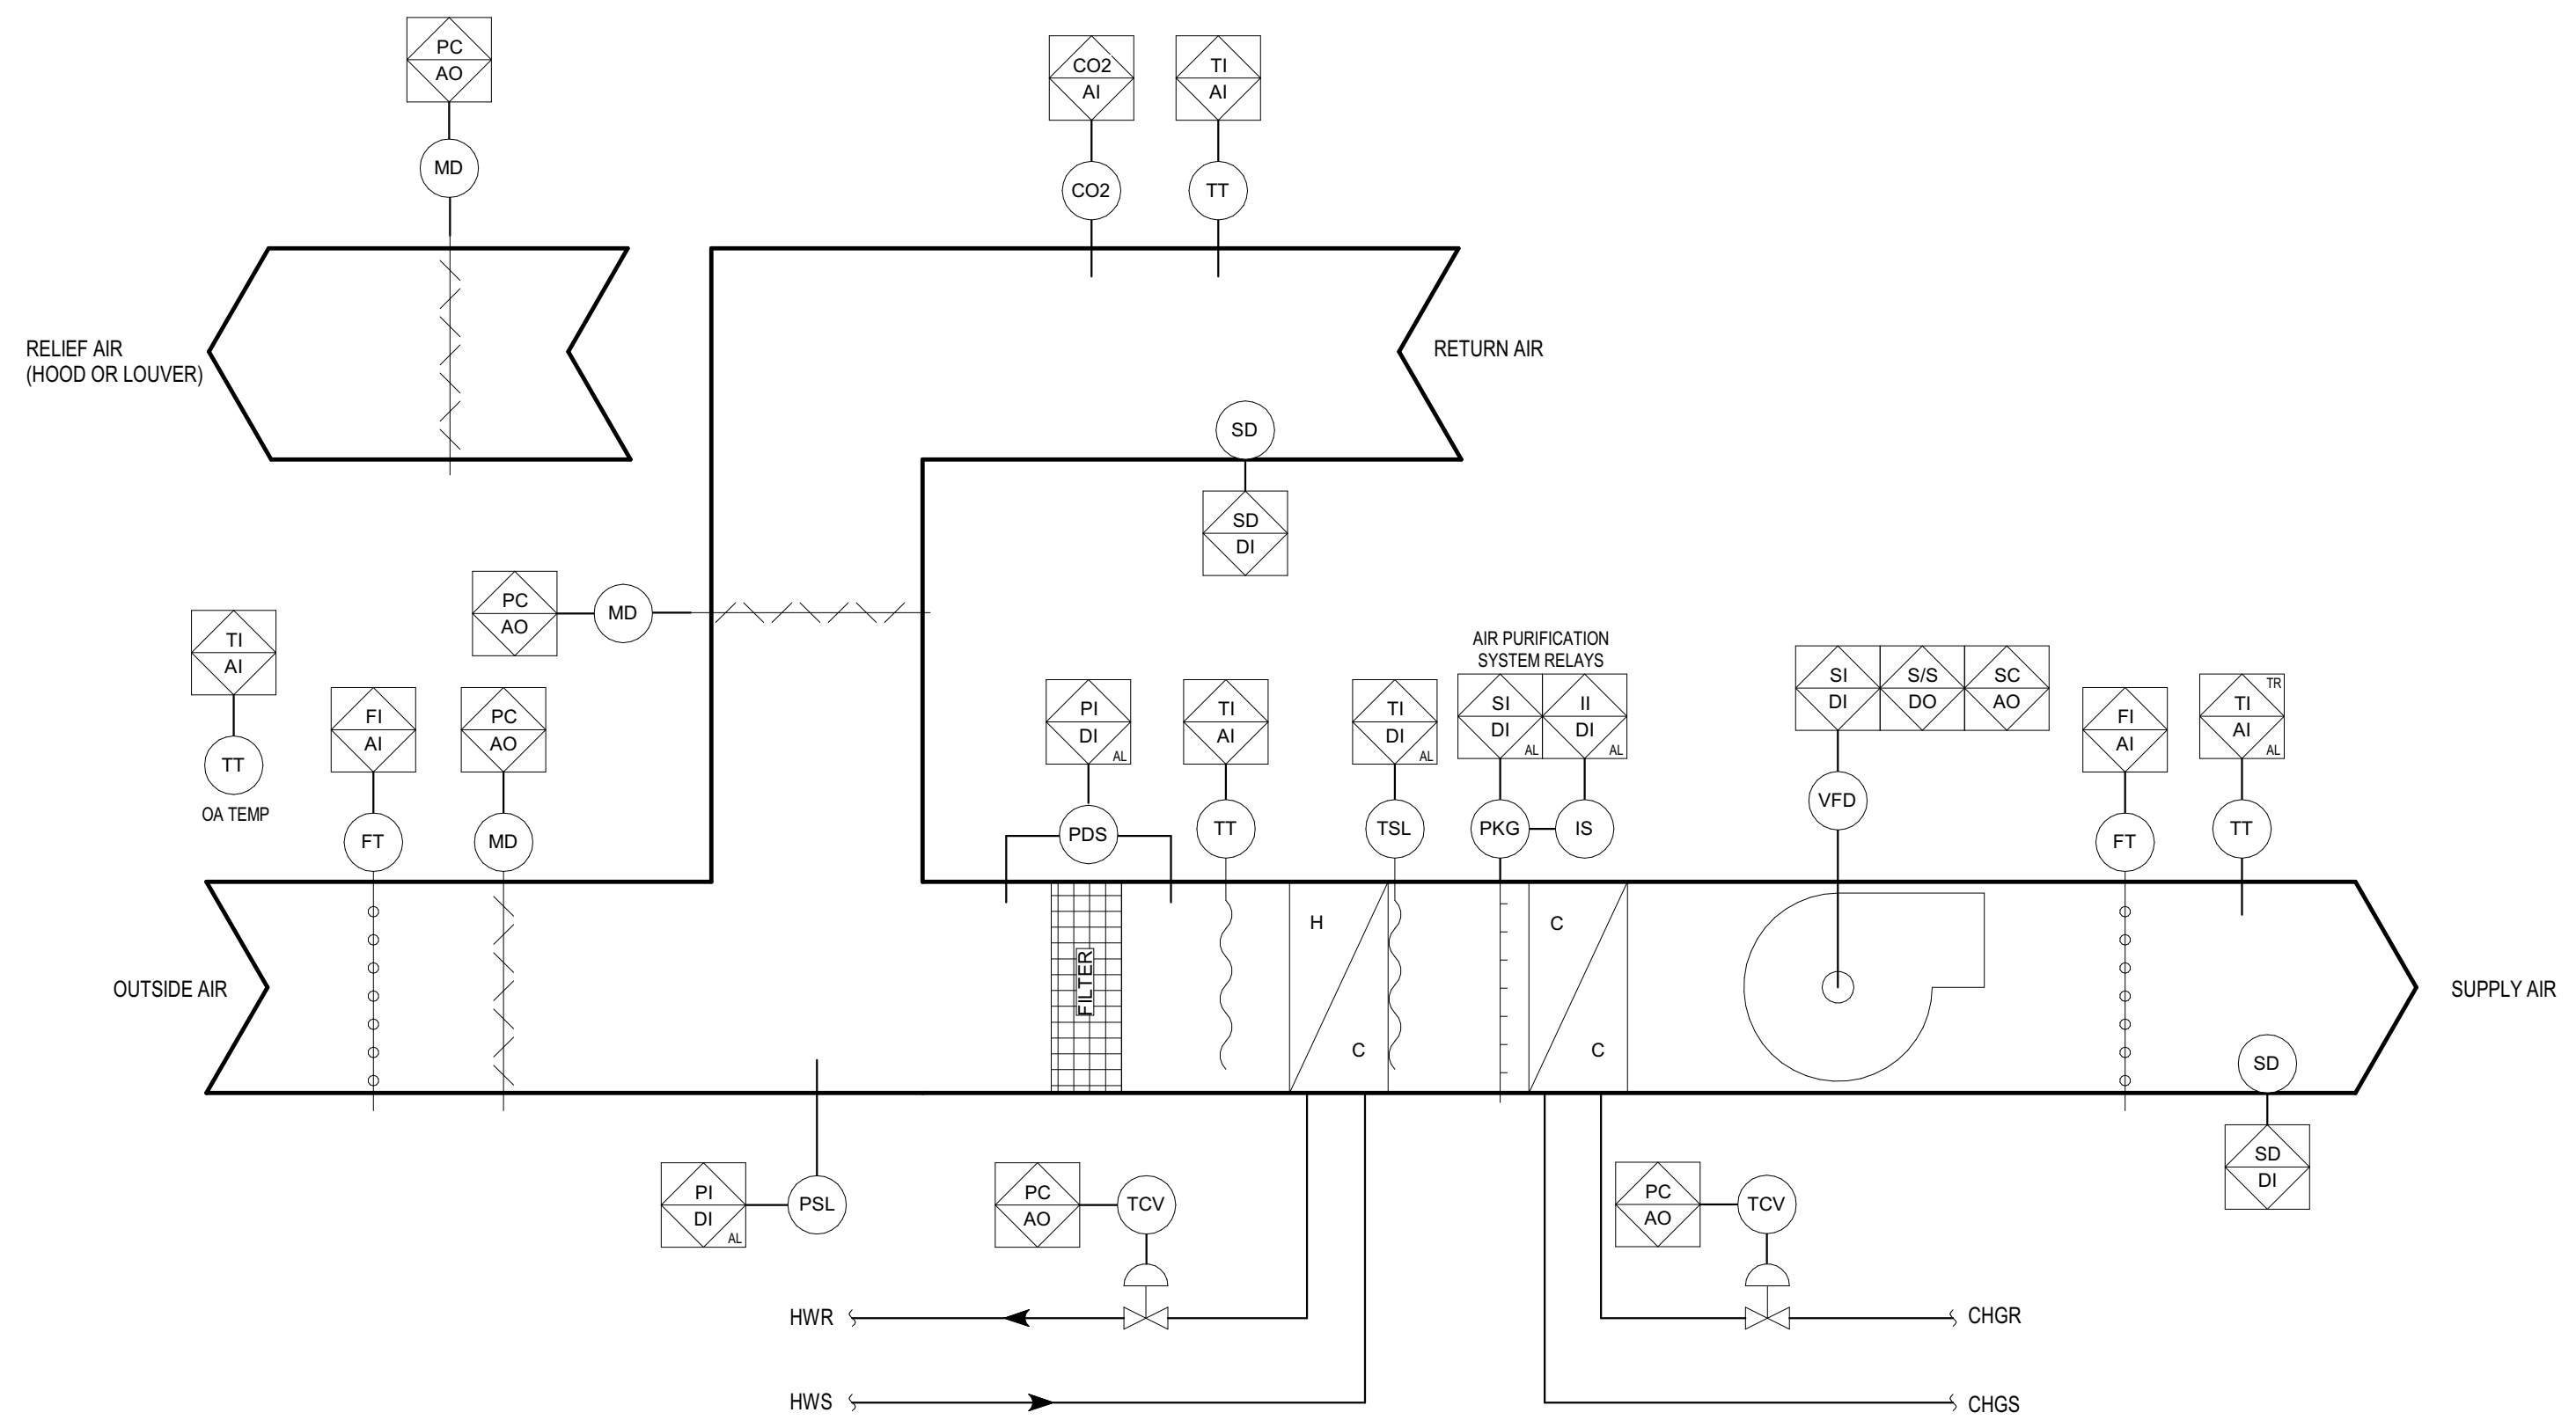 PC
AO
MD
CO2
AI
CO2
TI
AI
TT
RELIEF AIR
(HOOD OR LOUVER)
RETURN AIR
SD
SD
DI
PC
AO
MD
TI
AI
TT
OA TEMP
FI
AI
FT
PC
AO
MD
PI
DI
AL
PDS
TI
AI
TT
TI
DI
AL
TSL
AIR PURIFICATION
SYSTEM RELAYS
SI
DI
AL
II
DI
AL
PKG
IS
SI
DI
S/S
DO
SC
AO
VFD
FI
AI
FT
TR
TI
AI
AL
TT
OUTSIDE AIR
FILTER
H
C
C
C
SUPPLY AIR
SD
SD
DI
PI
DI
AL
PSL
PC
AO
TCV
PC
AO
TCV
HWR
CHGR
HWS
CHGS